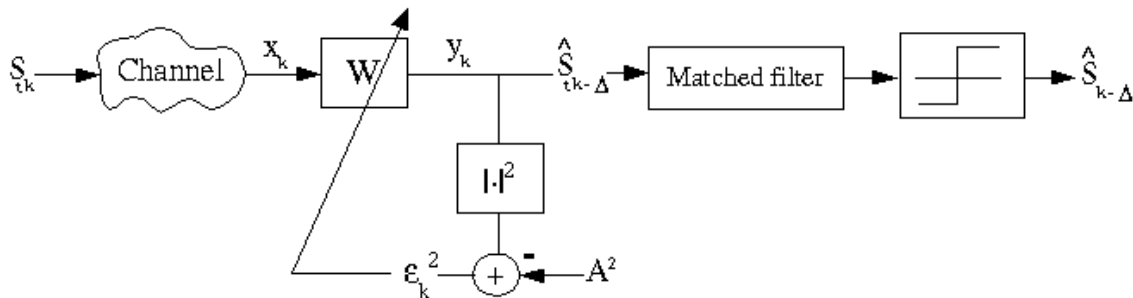 S_tk
Channel
x_k
W
y_k
Ŝ_tk-Δ
Matched filter
Ŝ_k-Δ
|·|²
ε_k²
+
-
A²